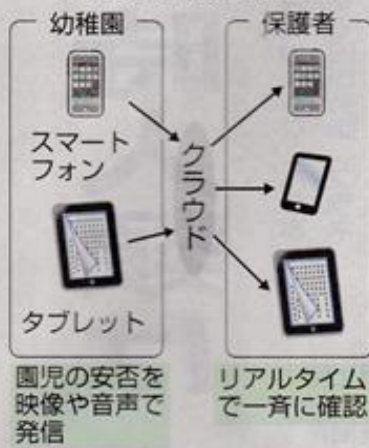 幼稚園
スマート
フォン
タブレット
園児の安否を
映像や音声で
発信
クラウド
保護者
リアルタイム
で一斉に確認